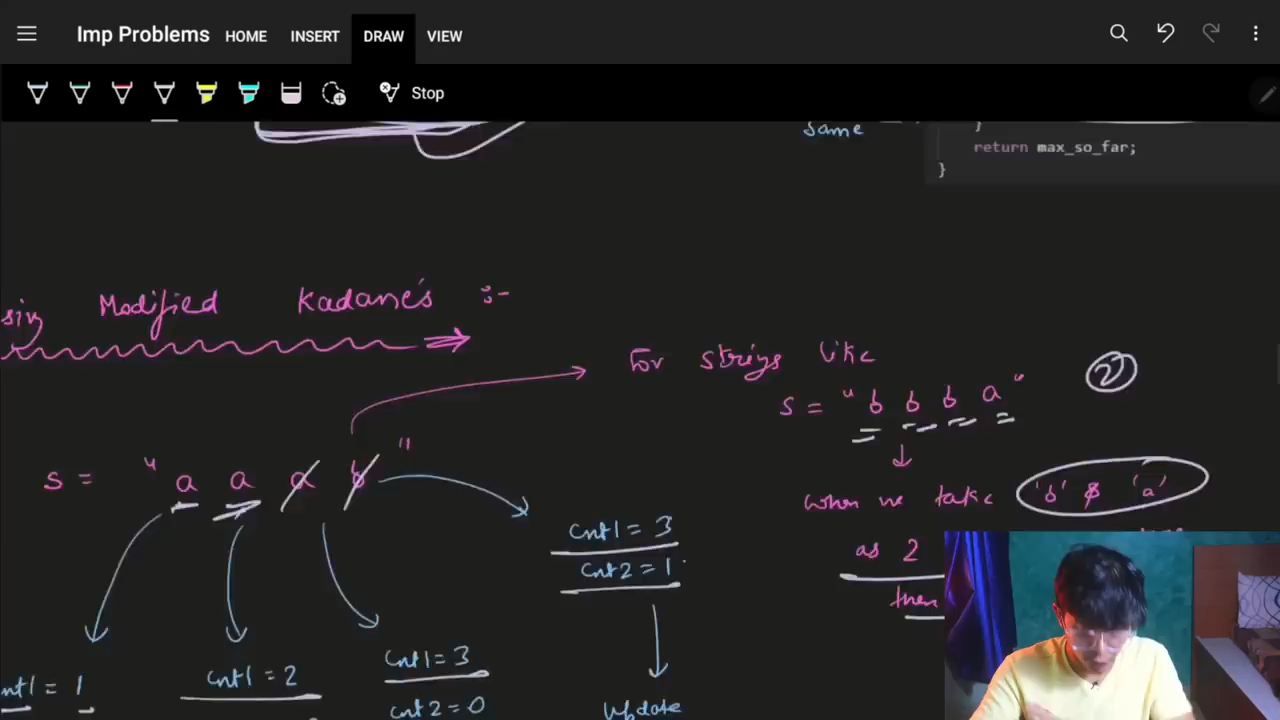 Imp Problems HOME INSERT DRAW VIEW
Stop
same
}
return max_so_far;
}
Modified Kadane's :-
For strings like
s = "b b b a" 2)
s = "a a a b"
when we take 'b' & 'a'
as 2
then
cnt1 = 3
cnt2 = 1
cnt1 = 1
cnt1 = 2
cnt1 = 3
cnt2 = 0
update